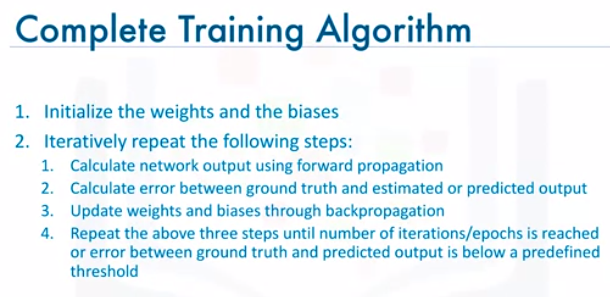 Complete Training Algorithm
1. Initialize the weights and the biases
2. Iteratively repeat the following steps:
1. Calculate network output using forward propagation
2. Calculate error between ground truth and estimated or predicted output
3. Update weights and biases through backpropagation
4. Repeat the above three steps until number of iterations/epochs is reached
or error between ground truth and predicted output is below a predefined
threshold